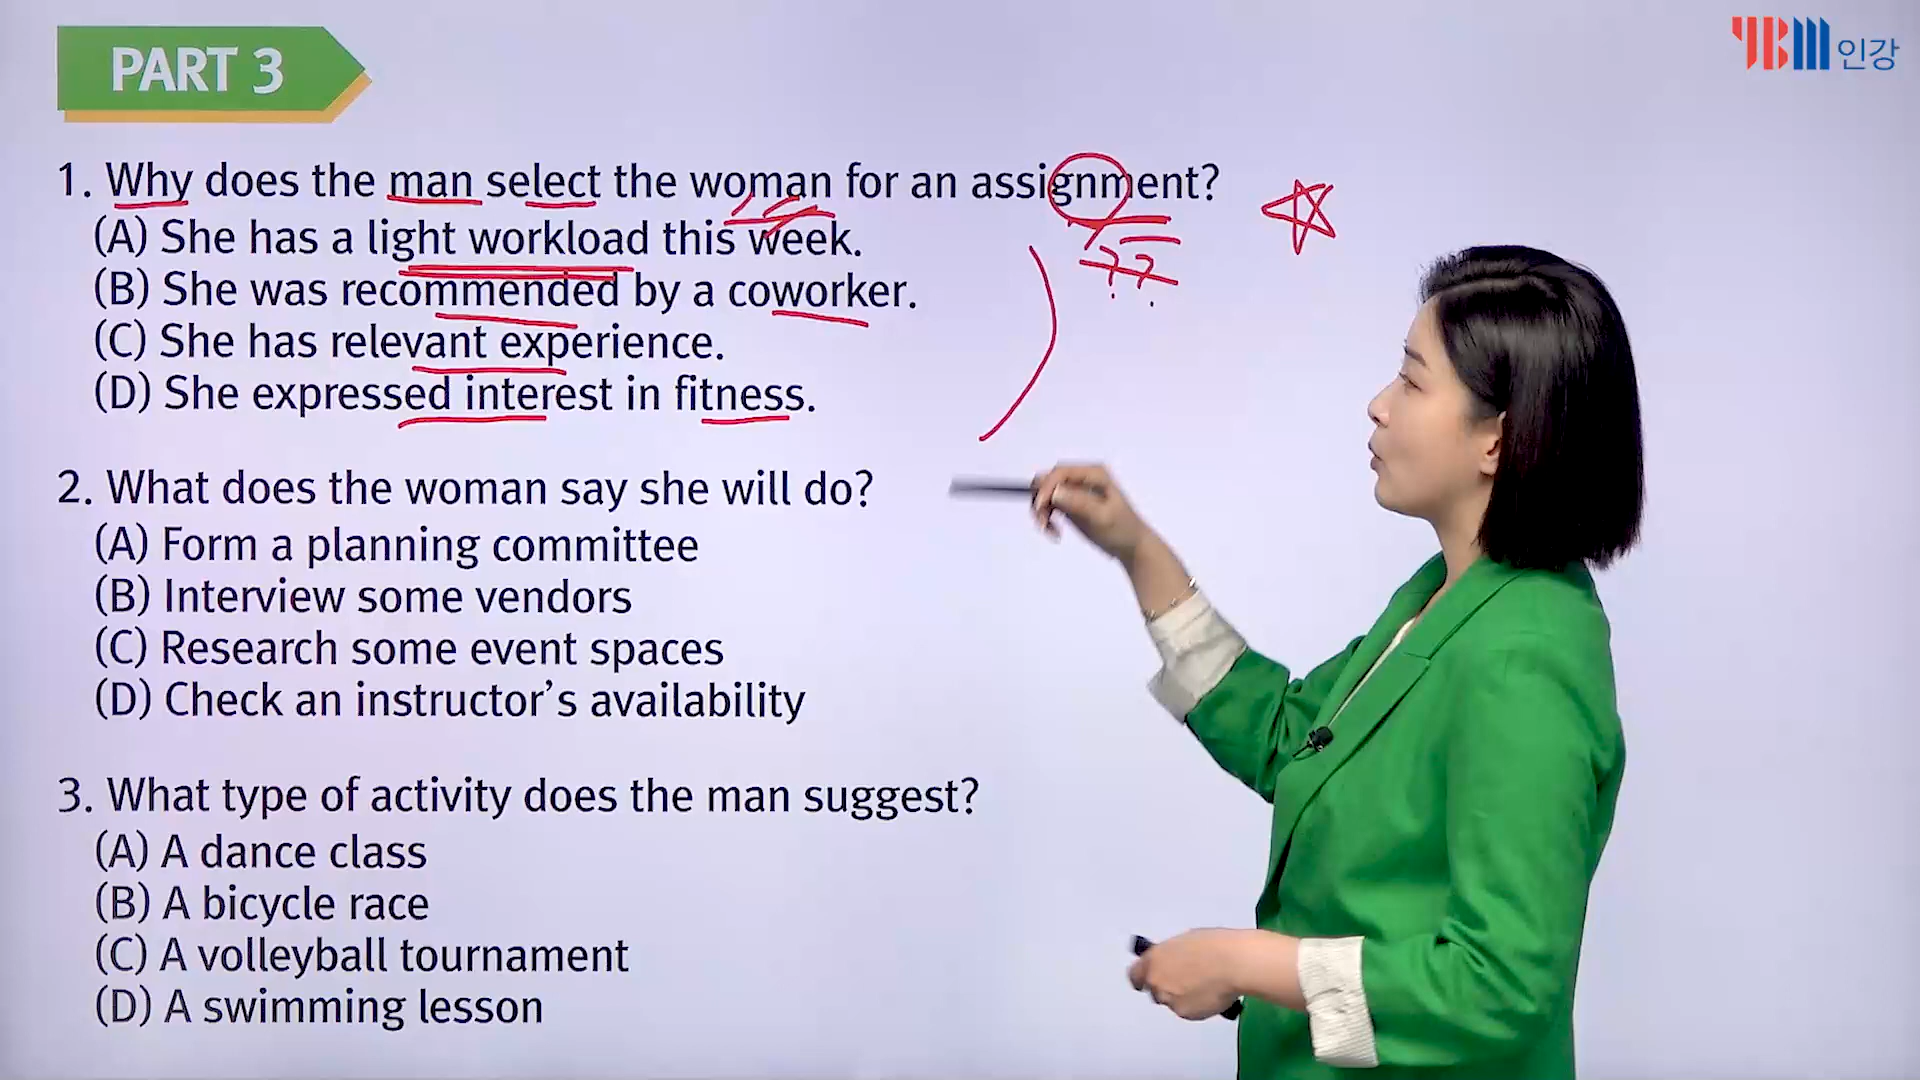 PART 3
YBM 인강
1. Why does the man select the woman for an assignment?
(A) She has a light workload this week.
(B) She was recommended by a coworker.
(C) She has relevant experience.
(D) She expressed interest in fitness.
??
2. What does the woman say she will do?
(A) Form a planning committee
(B) Interview some vendors
(C) Research some event spaces
(D) Check an instructor’s availability
3. What type of activity does the man suggest?
(A) A dance class
(B) A bicycle race
(C) A volleyball tournament
(D) A swimming lesson